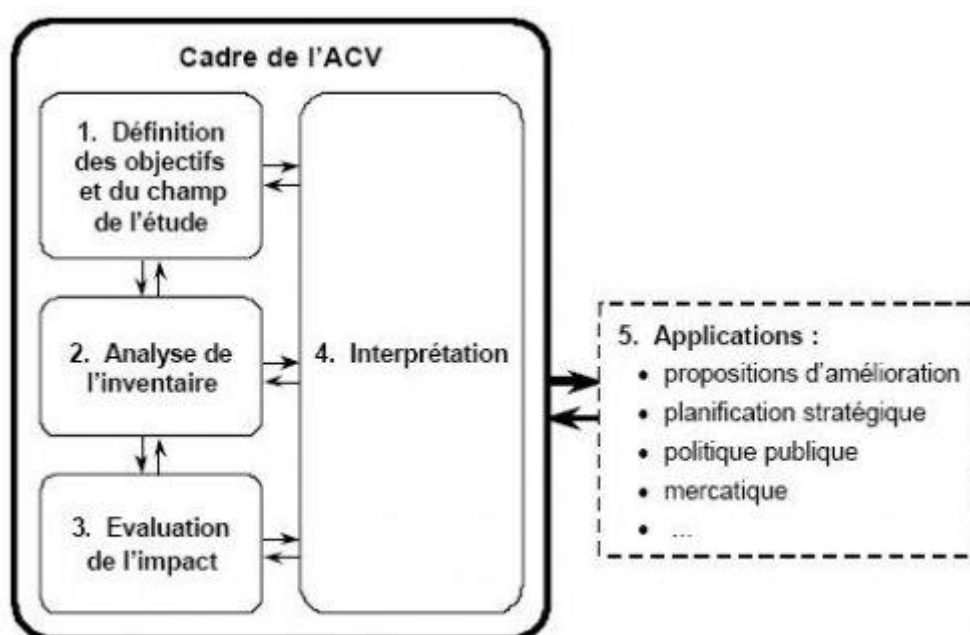 Cadre de l'ACV
1. Définition
des objectifs
et du champ
de l'étude
2. Analyse de
l'inventaire
3. Evaluation
de l'impact
4. Interprétation
5. Applications :
• propositions d'amélioration
• planification stratégique
• politique publique
• mercatique
• ...